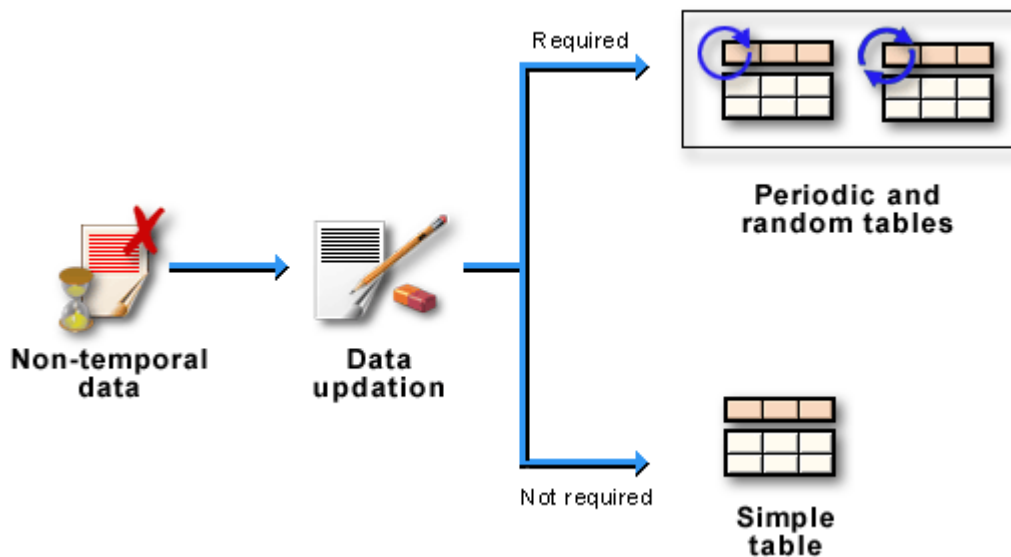 Required
Periodic and
random tables
Non-temporal
data
Data
updation
Not required
Simple
table